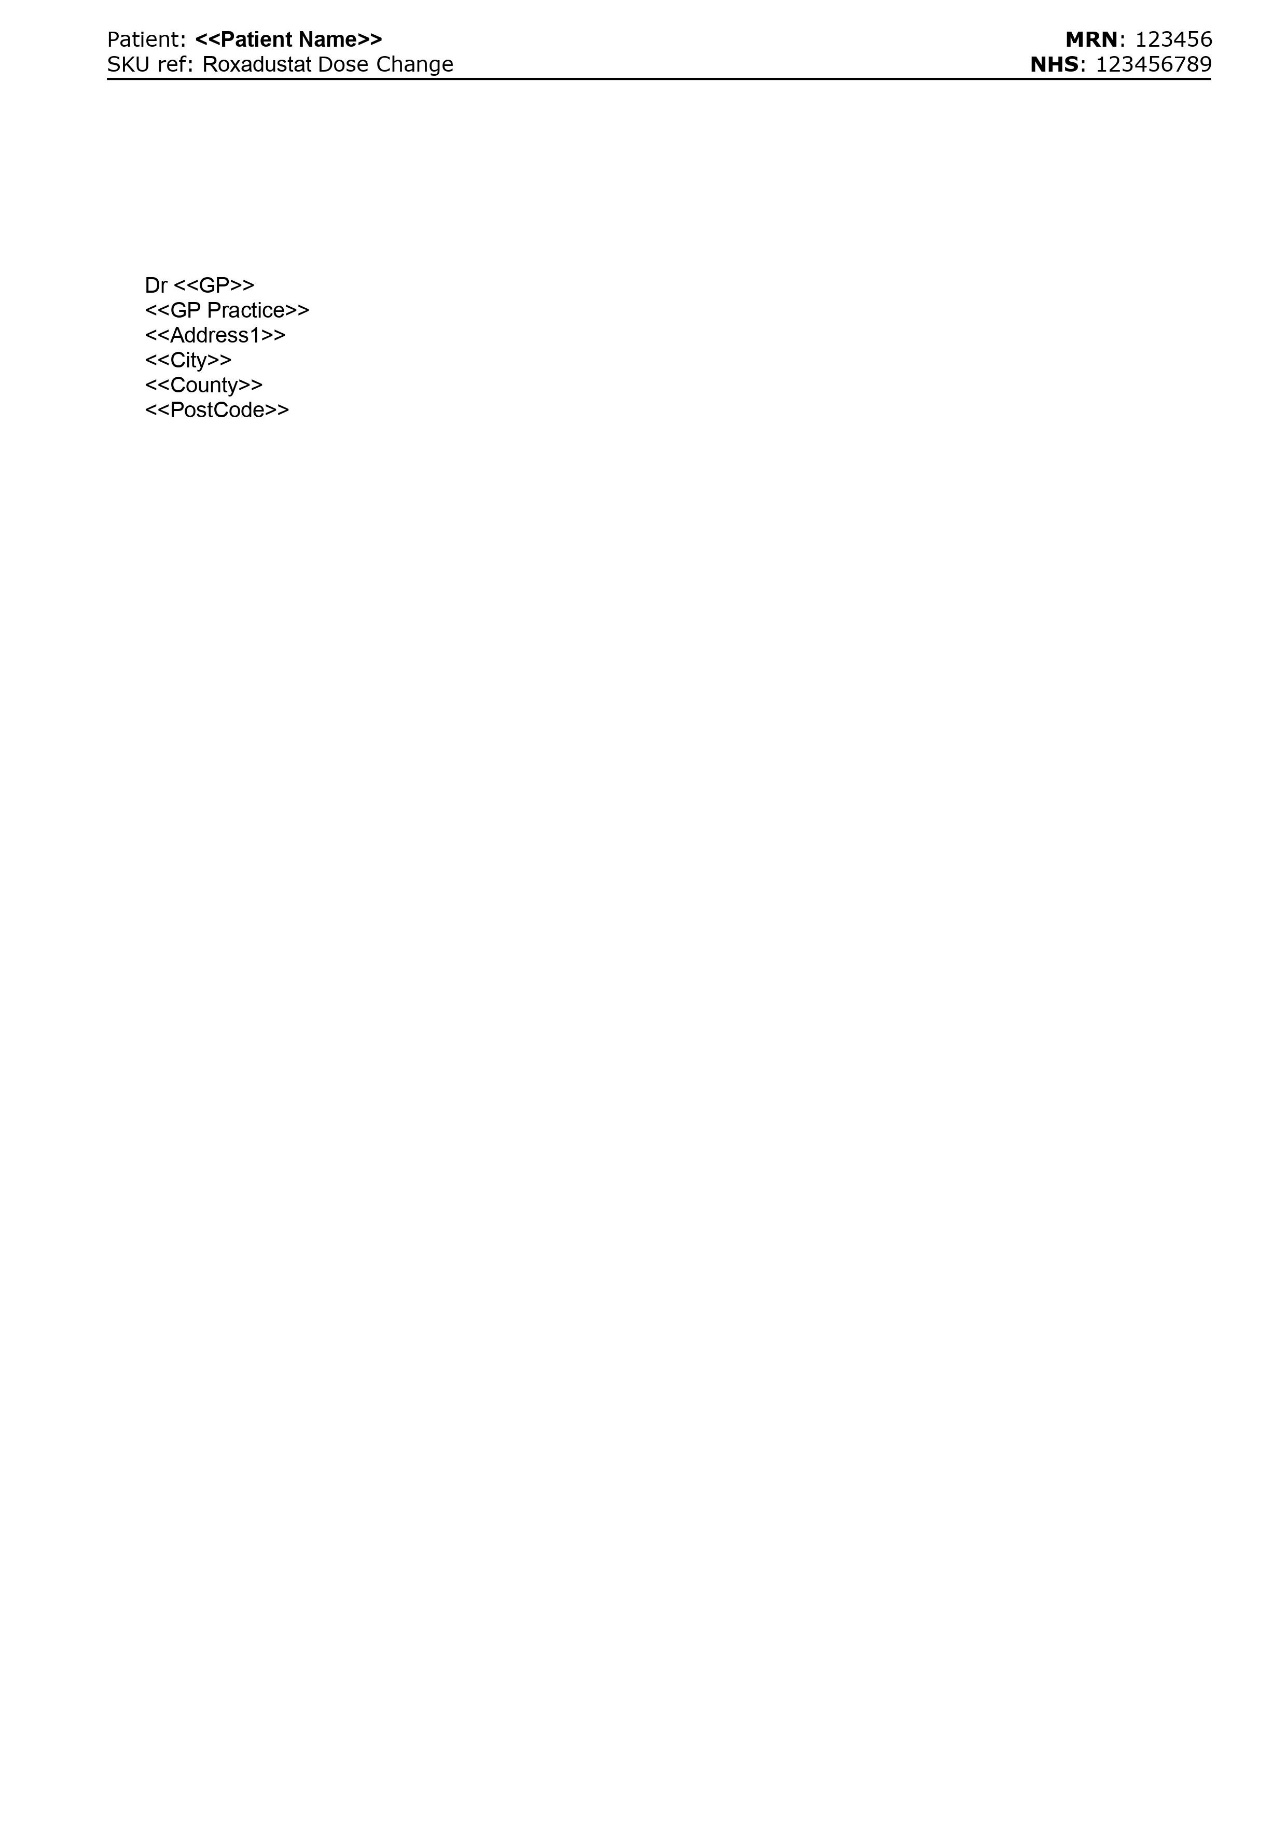 Patient: <<Patient Name>> MRN: 123456
SKU ref: Roxadustat Dose Change NHS: 123456789
Dr <<GP>>
<<GP Practice>>
<<Address1>>
<<City>>
<<County>>
<<PostCode>>